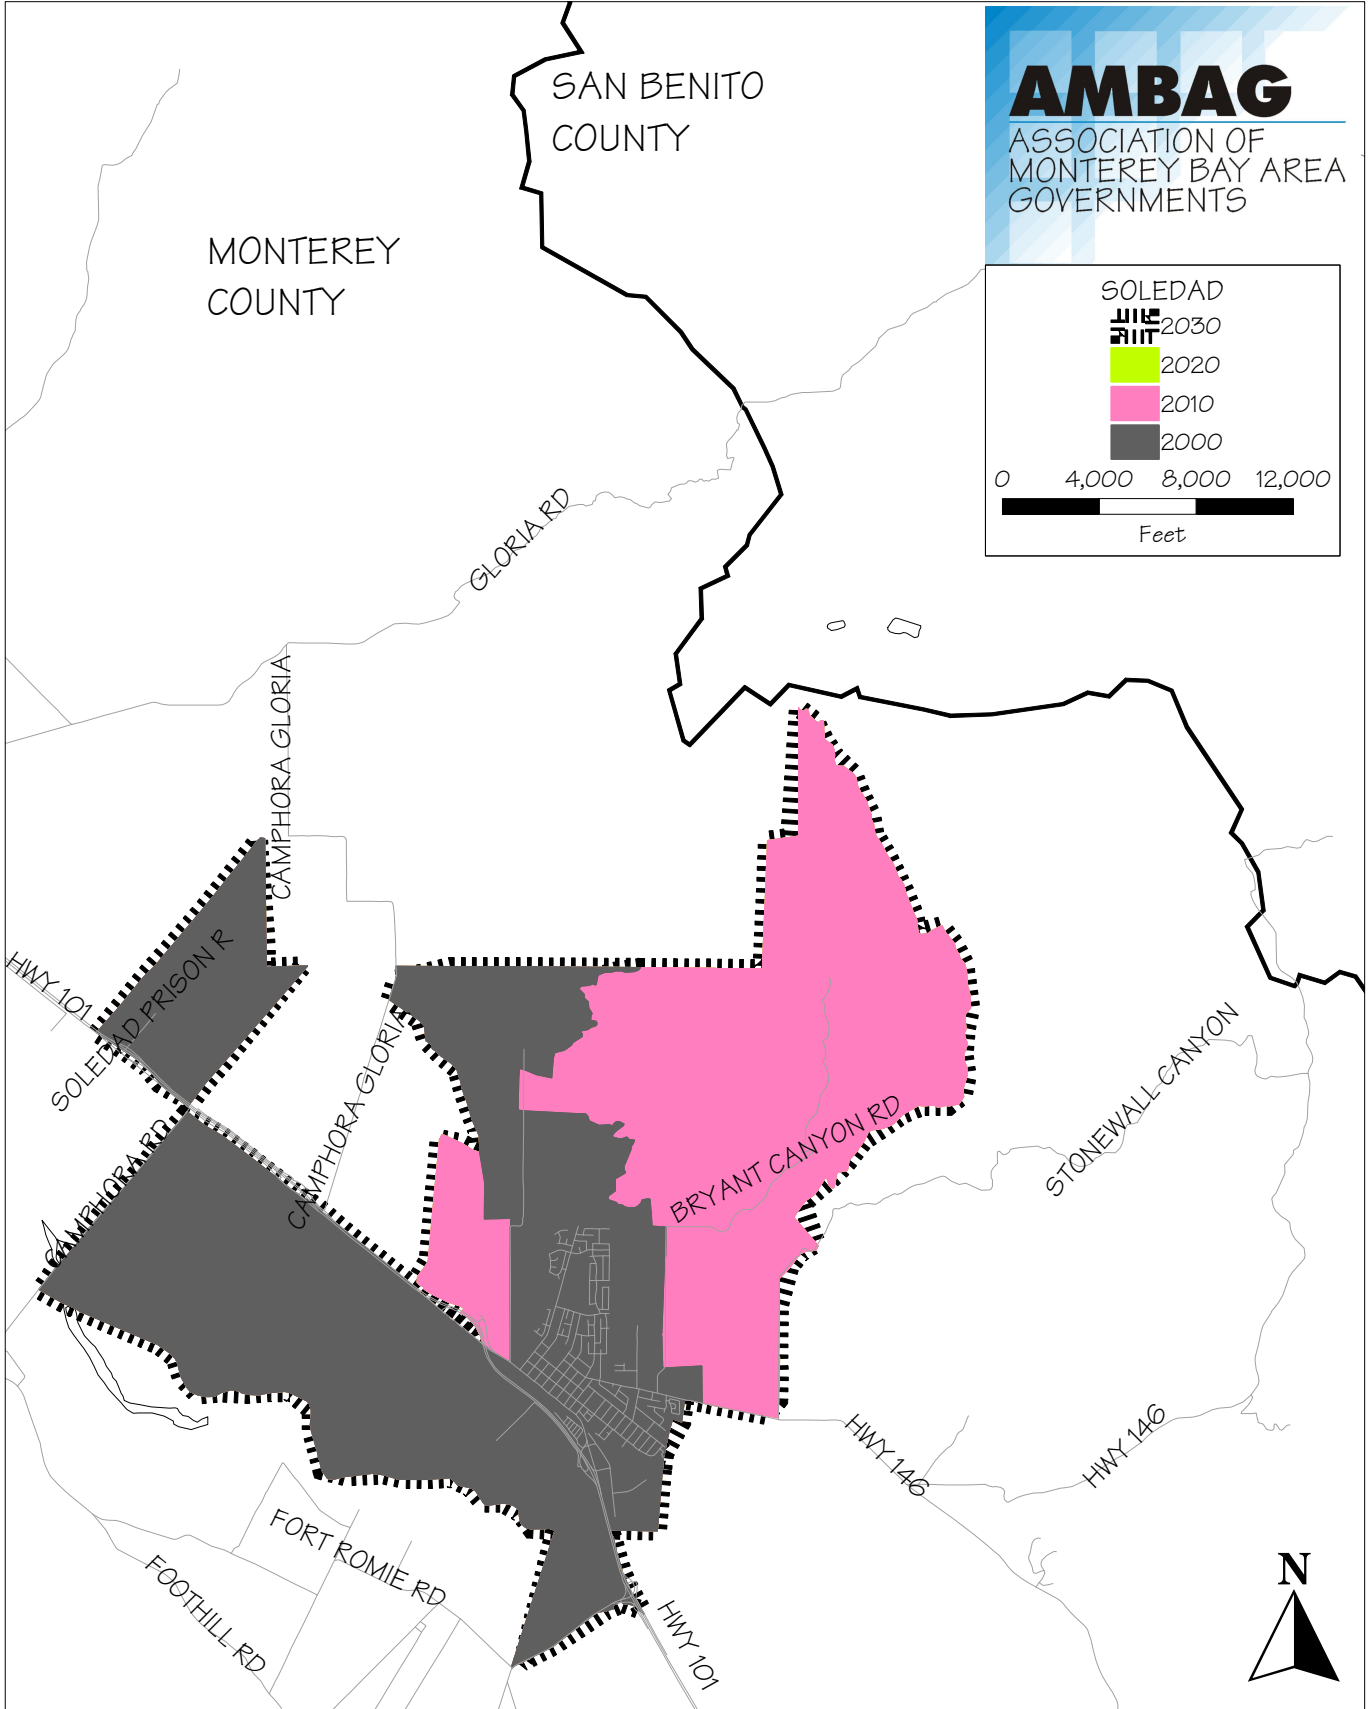 SAN BENITO
COUNTY
AMBAG
ASSOCIATION OF
MONTEREY BAY AREA
GOVERNMENTS
MONTEREY
COUNTY
SOLEDAD
2030
2020
2010
2000
0 4,000 8,000 12,000
Feet
GLORIA RD
CAMPHORA GLORIA
HWY 101
SOLEDAD PRISON R
CAMPHORA GLORIA
STONEWALL CANYON
BRYANT CANYON RD
CAMPHORA RD
HWY 146
HWY 146
FORT ROMIE RD
FOOTHILL RD
HWY 101
N